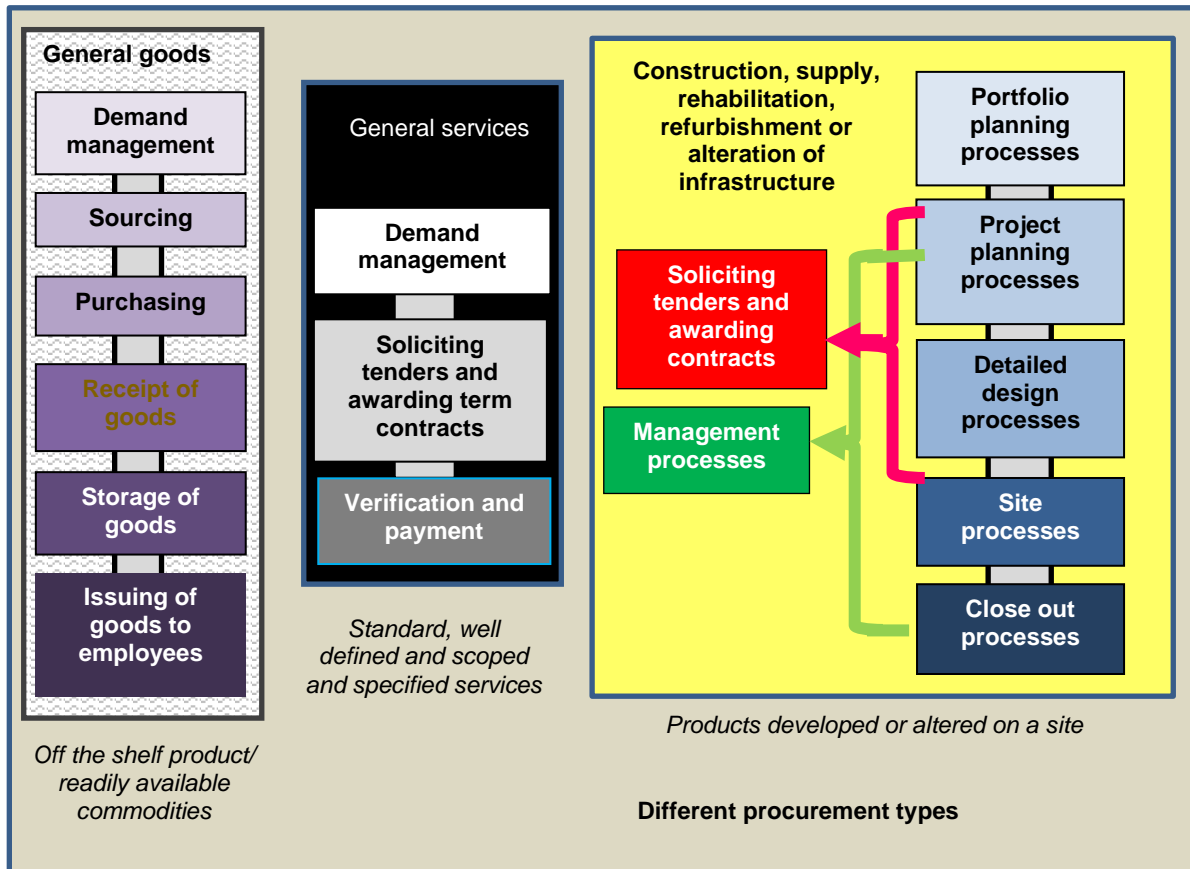 General goods
Demand
management
Sourcing
Purchasing
Receipt of
goods
Storage of
goods
Issuing of
goods to
employees
Off the shelf product/
readily available
commodities
General services
Demand
management
Soliciting
tenders and
awarding term
contracts
Verification and
payment
Standard, well
defined and scoped
and specified services
Construction, supply,
rehabilitation,
refurbishment or
alteration of
infrastructure
Soliciting
tenders and
awarding
contracts
Management
processes
Portfolio
planning
processes
Project
planning
processes
Detailed
design
processes
Site
processes
Close out
processes
Products developed or altered on a site
Different procurement types